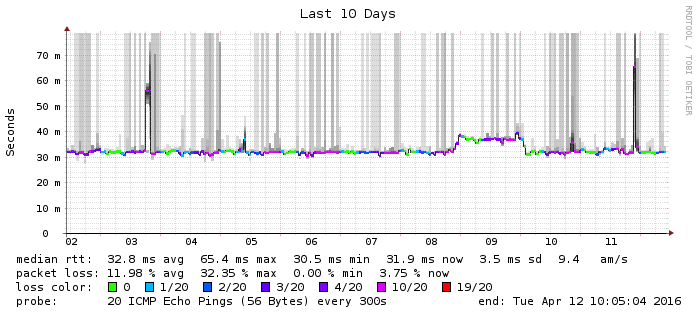 Last 10 Days
RRDTOOL / TOBI OETIKER
Seconds
70 m
60 m
50 m
40 m
30 m
20 m
10 m
0
02 03 04 05 06 07 08 09 10 11
median rtt: 32.8 ms avg 65.4 ms max 30.5 ms min 31.9 ms now 3.5 ms sd 9.4 am/s
packet loss: 11.98 % avg 32.35 % max 0.00 % min 3.75 % now
loss color: 0 1/20 2/20 3/20 4/20 10/20 19/20
probe: 20 ICMP Echo Pings (56 Bytes) every 300s end: Tue Apr 12 10:05:04 2016